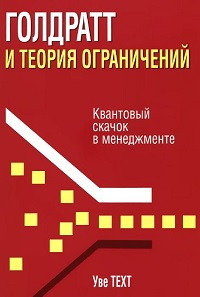 ГОЛДРАТТ
И ТЕОРИЯ ОГРАНИЧЕНИЙ
Квантовый
скачок
в менеджменте
Уве ТЕХТ